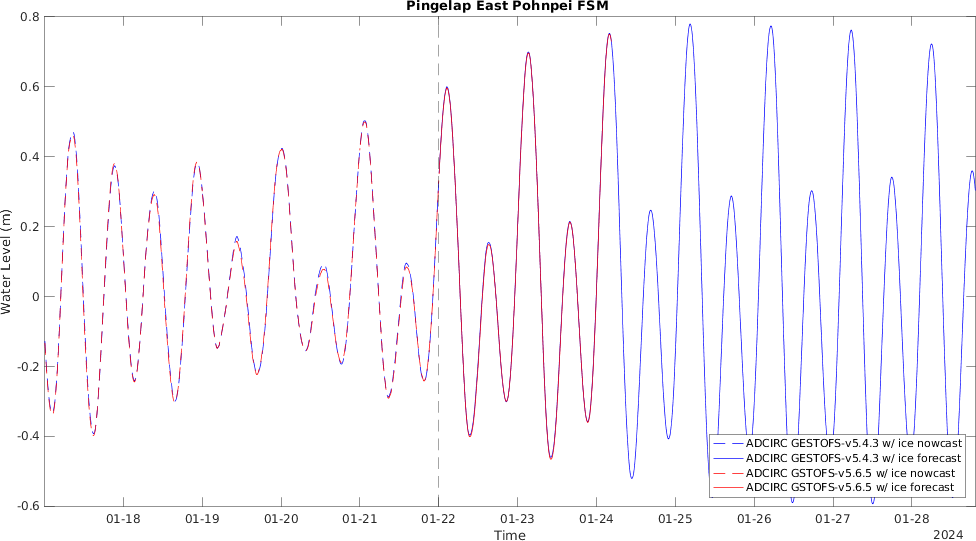 Pingelap East Pohnpei FSM
Water Level (m)
0.8
0.6
0.4
0.2
0
-0.2
-0.4
-0.6
ADCIRC GESTOFS-v5.4.3 w/ ice nowcast
ADCIRC GESTOFS-v5.4.3 w/ ice forecast
ADCIRC GSTOFS-v5.6.5 w/ ice nowcast
ADCIRC GSTOFS-v5.6.5 w/ ice forecast
01-18 01-19 01-20 01-21 01-22 01-23 01-24 01-25 01-26 01-27 01-28
Time
2024